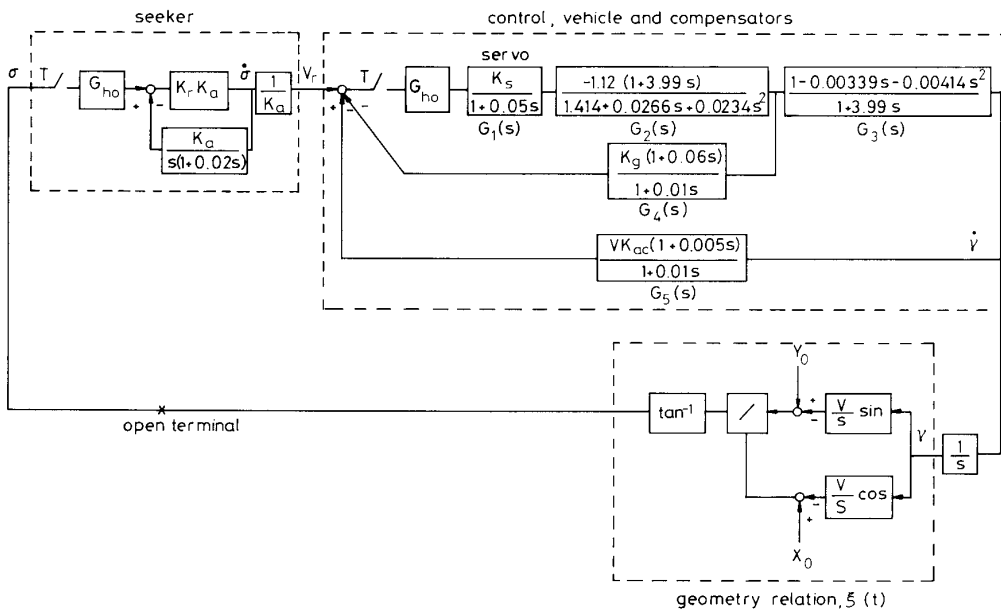 seeker
control, vehicle and compensators
σ
T
G_ho
+
-
K_r K_a
σ̇
1/K_a
V_r
K_a/s(1+0.02s)
+
-
-
T
G_ho
servo
K_s/1+0.05s
G_1(s)
-1.12 (1+3.99 s)/1.414+0.0266s+0.0234s^2
G_2(s)
1-0.00339s-0.00414s^2/1+3.99 s
G_3(s)
K_g (1+0.06s)/1+0.01s
G_4(s)
VK_ac(1+0.005s)/1+0.01s
G_5(s)
γ̇
open terminal
tan^-1
/
Y_0
+
-
V/s sin
γ
1/s
V/S cos
-
+
X_0
geometry relation, ξ (t)